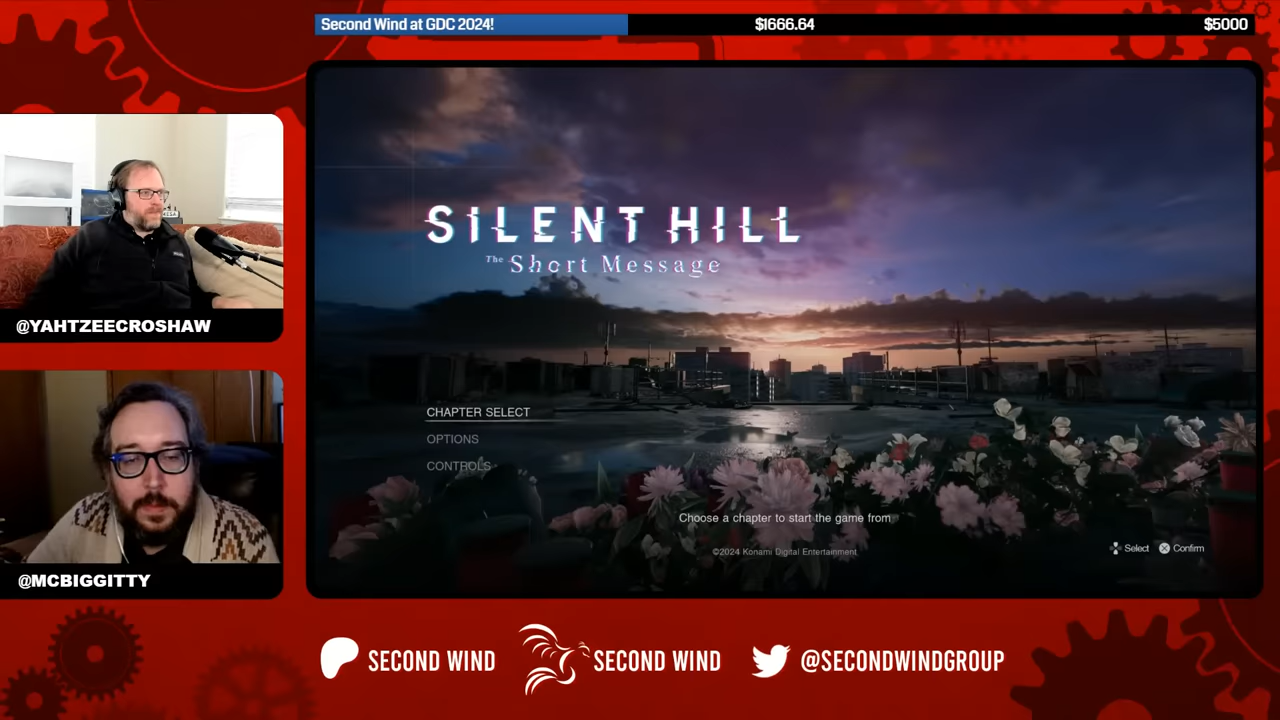 Second Wind at GDC 2024! $1666.64 $5000
SILENT HILL
The Short Message
@YAHTZEECROSHAW
CHAPTER SELECT
OPTIONS
CONTROLS
Choose a chapter to start the game from
©2024 Konami Digital Entertainment
Select Confirm
@MCBIGGITTY
SECOND WIND SECOND WIND @SECONDWINDGROUP